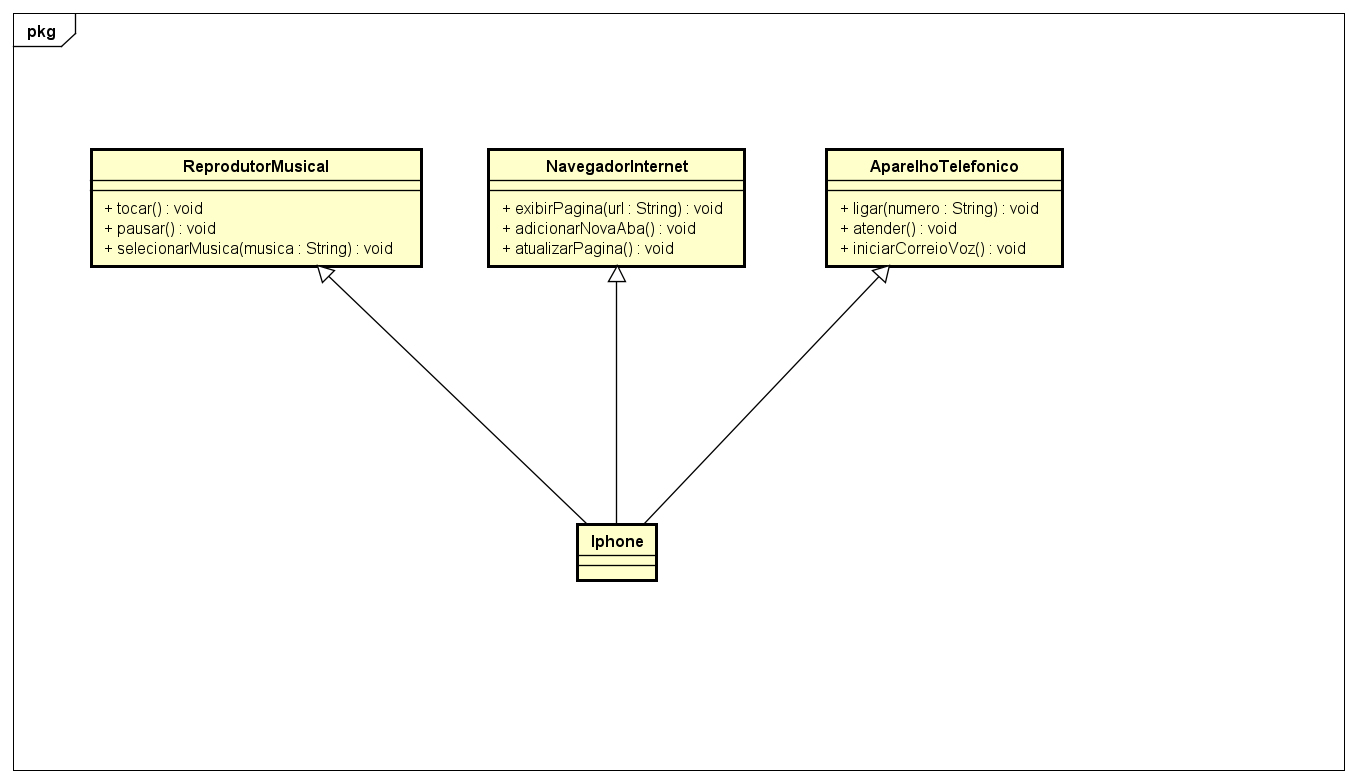 pkg
ReprodutorMusical
+ tocar() : void
+ pausar() : void
+ selecionarMusica(musica : String) : void
NavegadorInternet
+ exibirPagina(url : String) : void
+ adicionarNovaAba() : void
+ atualizarPagina() : void
AparelhoTelefonico
+ ligar(numero : String) : void
+ atender() : void
+ iniciarCorreioVoz() : void
Iphone